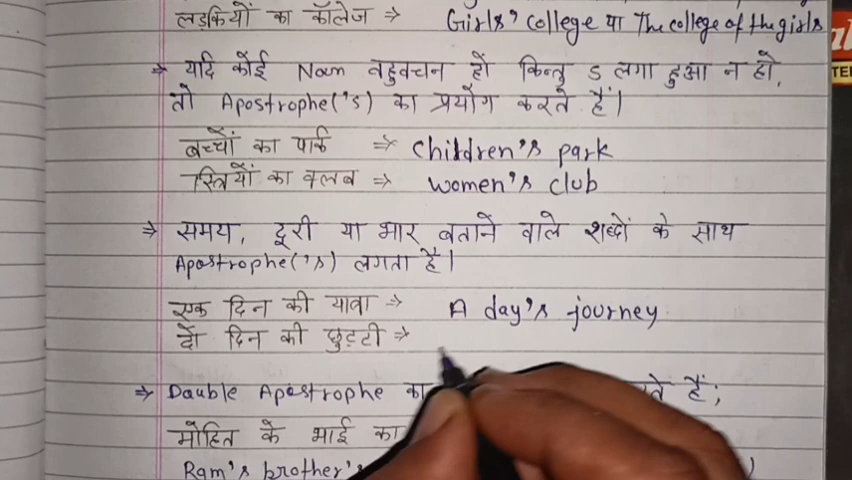 लड़कियों का कॉलेज ⇒ Girls' college या The college of the girls
⇒ यदि कोई Noun बहुवचन हो किन्तु s लगा हुआ न हो,
तो Apostrophe('s) का प्रयोग करते हैं।
बच्चों का पार्क ⇒ children's park
स्त्रियों का क्लब ⇒ women's club
⇒ समय, दूरी या भार बताने वाले शब्दों के साथ
Apostrophe('s) लगता है।
एक दिन की यात्रा ⇒ A day's journey
दो दिन की छुट्टी ⇒
⇒ Double Apostrophe का करते हैं;
मोहित के भाई का
Ram's brother's